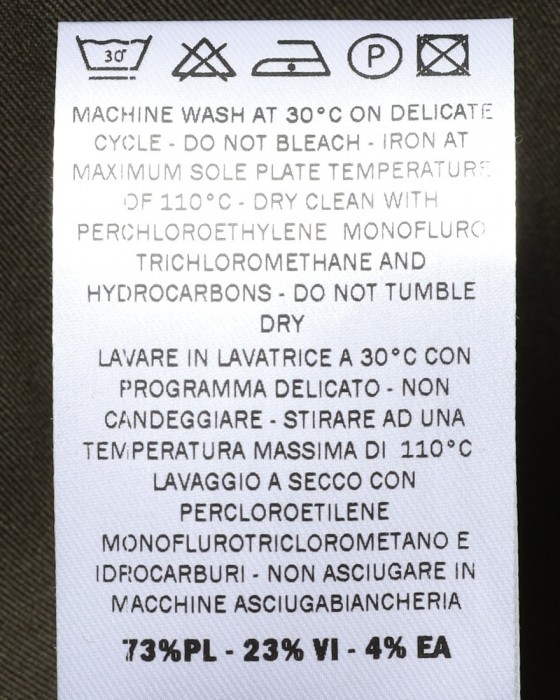 30°
P
MACHINE WASH AT 30°C ON DELICATE
CYCLE - DO NOT BLEACH - IRON AT
MAXIMUM SOLE PLATE TEMPERATURE
OF 110°C - DRY CLEAN WITH
PERCHLOROETHYLENE MONOFLURO
TRICHLOROMETHANE AND
HYDROCARBONS - DO NOT TUMBLE
DRY
LAVARE IN LAVATRICE A 30°C CON
PROGRAMMA DELICATO - NON
CANDEGGIARE - STIRARE AD UNA
TEMPERATURA MASSIMA DI 110°C
LAVAGGIO A SECCO CON
PERCLOROETILENE
MONOFLUROTRICLOROMETANO E
IDROCARBURI - NON ASCIUGARE IN
MACCHINE ASCIUGABIANCHERIA
73%PL - 23% VI - 4% EA